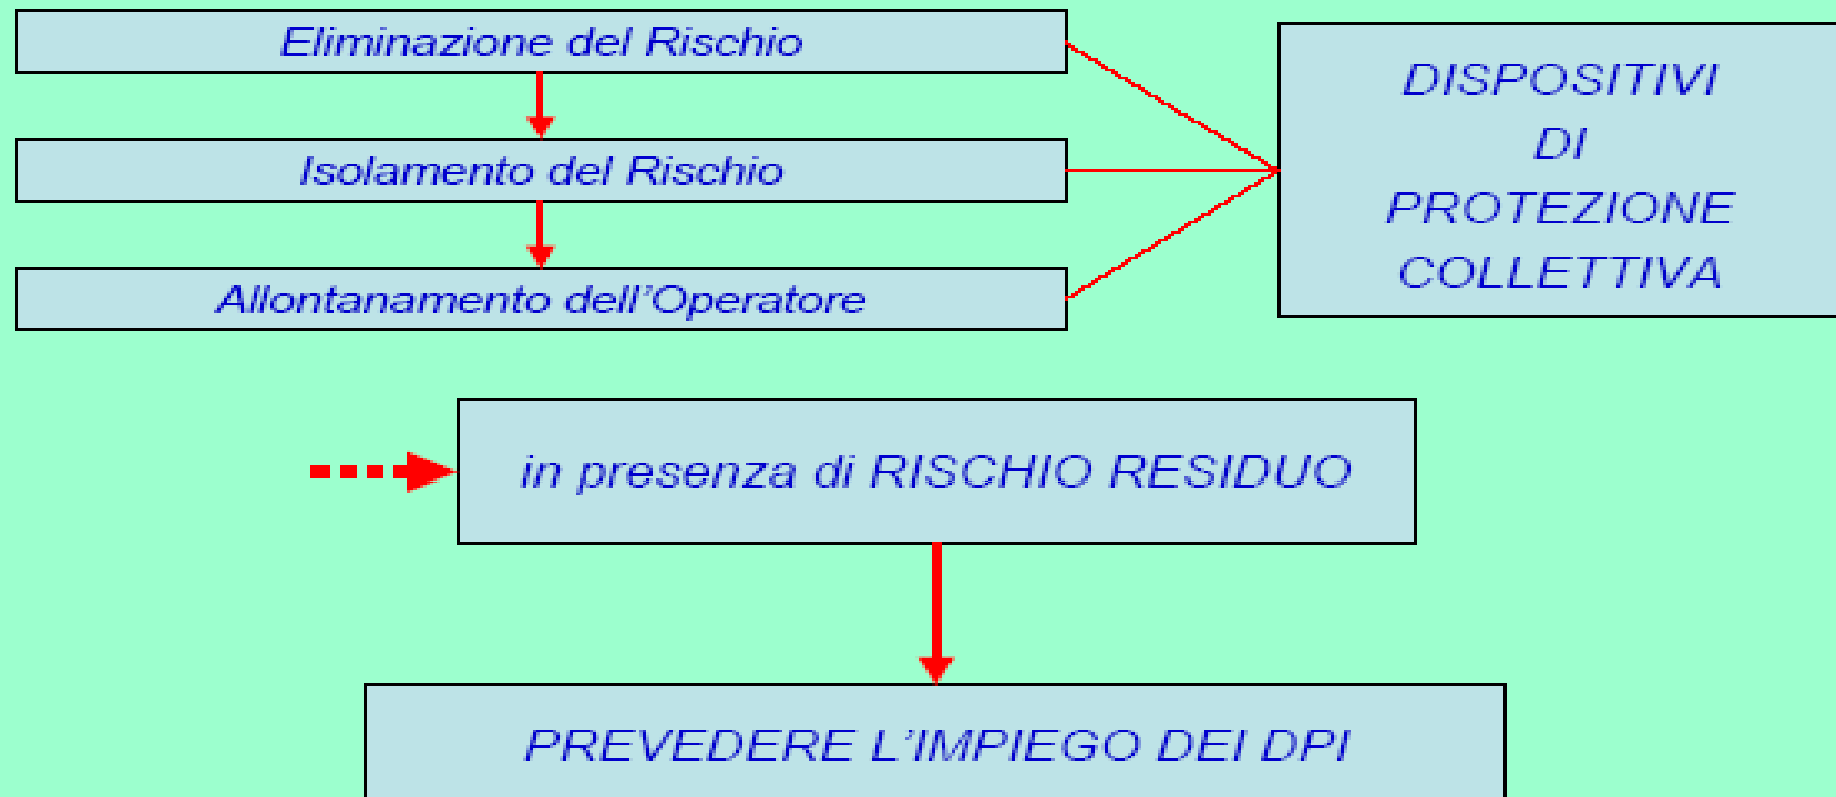 Eliminazione del Rischio
Isolamento del Rischio
Allontanamento dell'Operatore
DISPOSITIVI
DI
PROTEZIONE
COLLETTIVA
in presenza di RISCHIO RESIDUO
PREVEDERE L'IMPIEGO DEI DPI